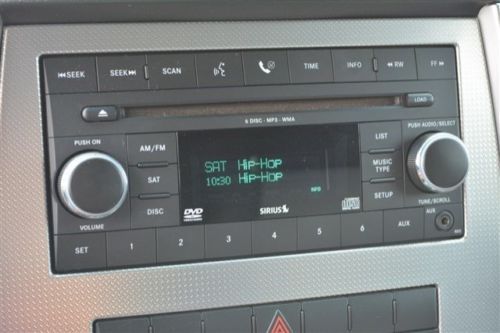 SEEK SEEK SCAN TIME INFO RW FF
LOAD
6 DISC · MP3 · WMA
PUSH ON AM/FM LIST PUSH AUDIO/SELECT
SAT SAT Hip-Hop MUSIC TYPE
10:30 Hip-Hop
DISC DVD SIRIUS SETUP
VOLUME TUNE/SCROLL
SET 1 2 3 4 5 6 AUX AUX